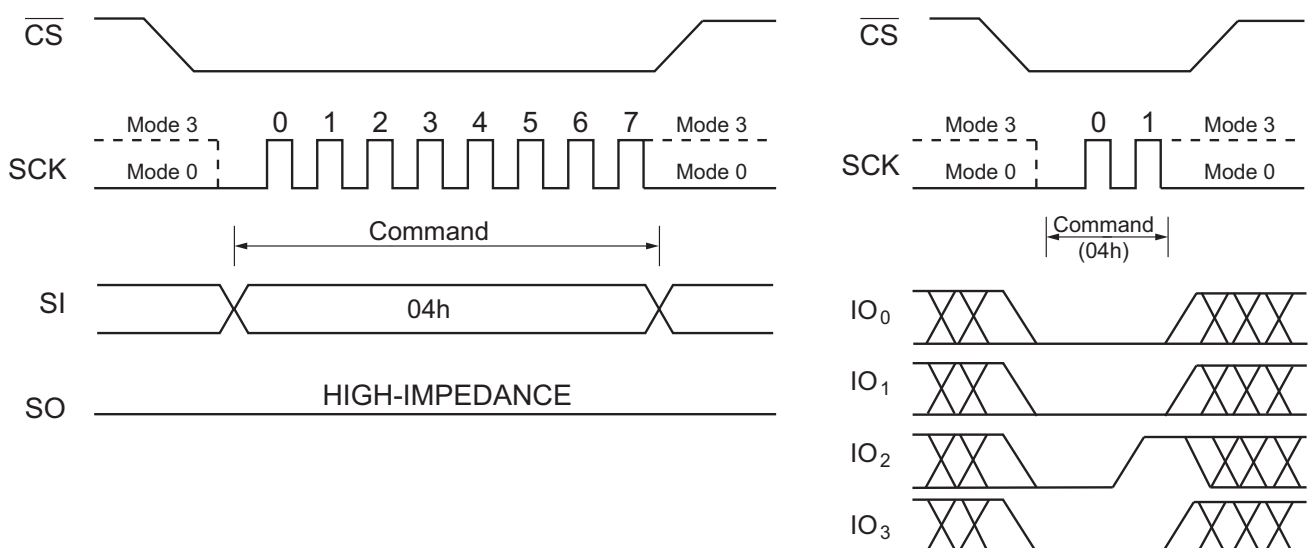 CS
Mode 3 0 1 2 3 4 5 6 7 Mode 3
SCK Mode 0 Mode 0
Command
SI 04h
SO HIGH-IMPEDANCE
CS
Mode 3 0 1 Mode 3
SCK Mode 0 Mode 0
Command
(04h)
IO0
IO1
IO2
IO3